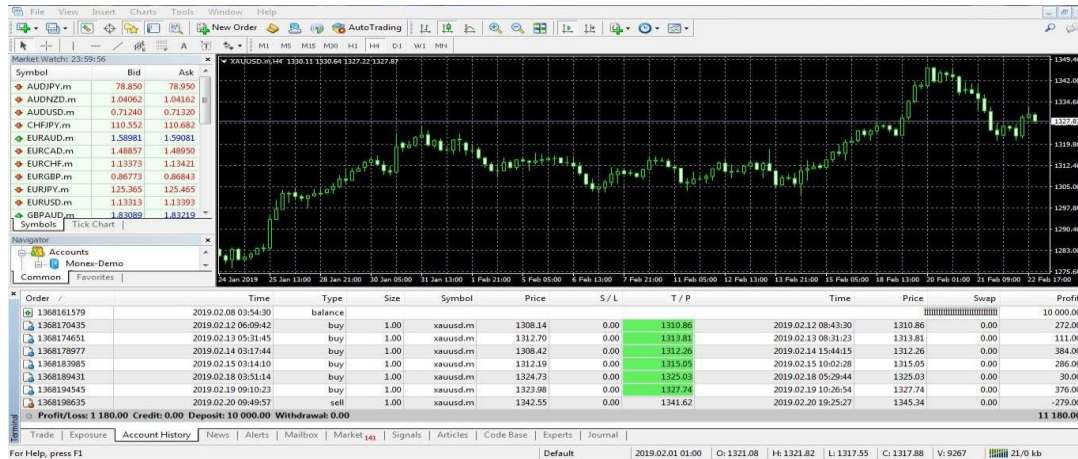 File View Insert Charts Tools Window Help
New Order AutoTrading
A T M1 M5 M15 M30 H1 H4 D1 W1 MN
Market Watch: 23:59:56
Symbol Bid Ask
AUDJPY.m 78.850 78.950
AUDNZD.m 1.04062 1.04162
AUDUSD.m 0.71240 0.71320
CHFJPY.m 110.552 110.682
EURAUD.m 1.58981 1.59081
EURCAD.m 1.48857 1.48950
EURCHF.m 1.13373 1.13421
EURGBP.m 0.86773 0.86843
EURJPY.m 125.365 125.465
EURUSD.m 1.13313 1.13393
GBPAUD.m 1.83089 1.83219
Symbols Tick Chart
Navigator
Accounts
Monex-Demo
Common Favorites
XAUUSD.m,H4 1330.11 1330.64 1327.22 1327.87
1349.40
1342.00
1334.60
1327.87
1319.80
1312.40
1305.00
1297.80
1290.40
1283.00
1275.60
24 Jan 2019 25 Jan 13:00 28 Jan 21:00 30 Jan 05:00 31 Jan 13:00 1 Feb 21:00 5 Feb 05:00 6 Feb 13:00 7 Feb 21:00 11 Feb 05:00 12 Feb 13:00 13 Feb 21:00 15 Feb 05:00 18 Feb 13:00 20 Feb 01:00 21 Feb 09:00 22 Feb 17:00
Order / Time Type Size Symbol Price S / L T / P Time Price Swap Profit
1368161579 2019.02.08 03:54:30 balance 10 000.00
1368170435 2019.02.12 06:09:42 buy 1.00 xauusd.m 1308.14 0.00 1310.86 2019.02.12 08:43:30 1310.86 0.00 272.00
1368174651 2019.02.13 05:31:45 buy 1.00 xauusd.m 1312.70 0.00 1313.81 2019.02.13 08:31:23 1313.81 0.00 111.00
1368178977 2019.02.14 03:17:44 buy 1.00 xauusd.m 1308.42 0.00 1312.26 2019.02.14 15:44:15 1312.26 0.00 384.00
1368183985 2019.02.15 03:14:10 buy 1.00 xauusd.m 1312.19 0.00 1315.05 2019.02.15 10:02:28 1315.05 0.00 286.00
1368189431 2019.02.18 03:51:14 buy 1.00 xauusd.m 1324.73 0.00 1325.03 2019.02.18 05:29:44 1325.03 0.00 30.00
1368194545 2019.02.19 09:10:23 buy 1.00 xauusd.m 1323.98 0.00 1327.74 2019.02.19 10:26:54 1327.74 0.00 376.00
1368198635 2019.02.20 09:49:57 sell 1.00 xauusd.m 1342.55 0.00 1341.62 2019.02.20 19:25:27 1345.34 0.00 -279.00
Profit/Loss: 1 180.00 Credit: 0.00 Deposit: 10 000.00 Withdrawal: 0.00 11 180.00
Terminal
Trade Exposure Account History News Alerts Mailbox Market 141 Signals Articles Code Base Experts Journal
For Help, press F1 Default 2019.02.01 01:00 O: 1321.08 H: 1321.82 L: 1317.55 C: 1317.88 V: 9267 21/0 kb